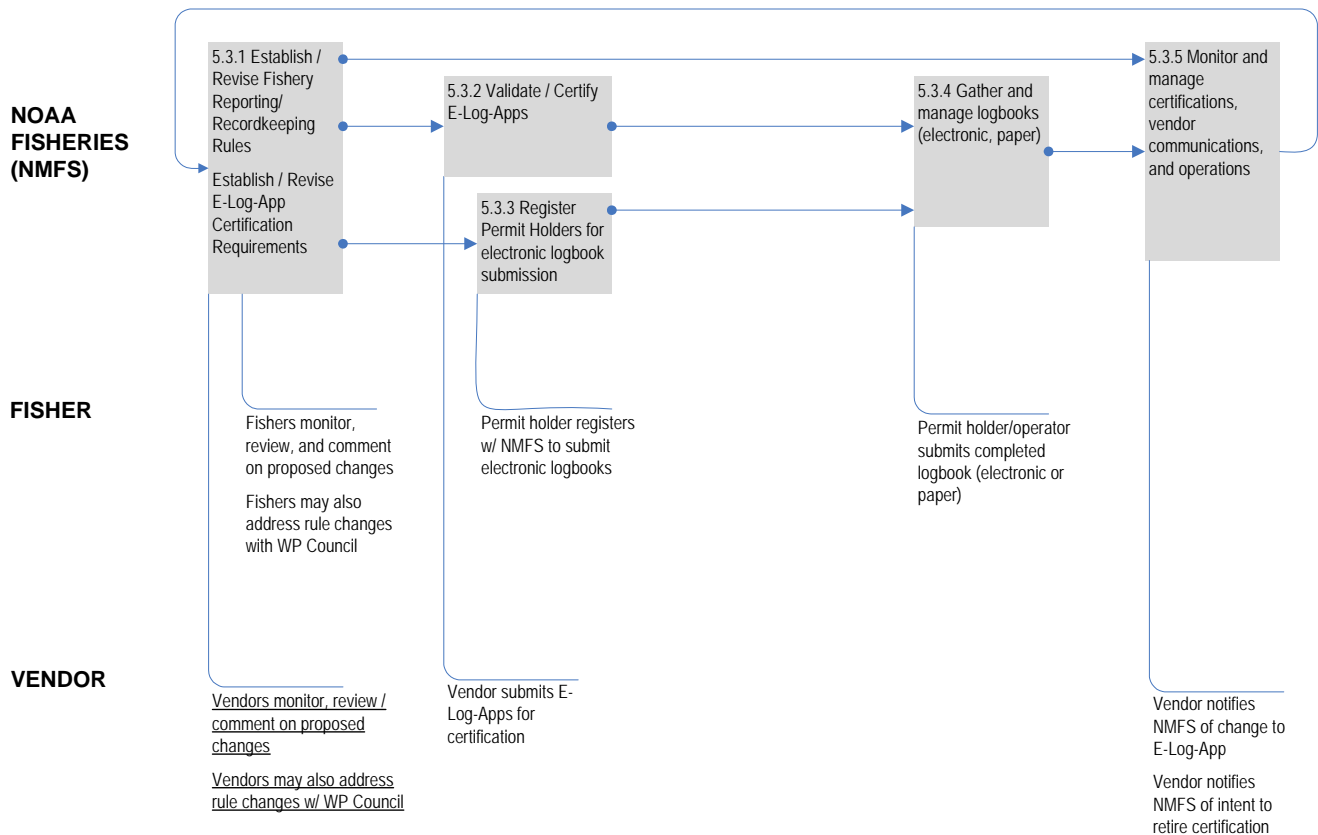 NOAA
FISHERIES
(NMFS)
5.3.1 Establish /
Revise Fishery
Reporting/
Recordkeeping
Rules
Establish / Revise
E-Log-App
Certification
Requirements
5.3.2 Validate / Certify
E-Log-Apps
5.3.3 Register
Permit Holders for
electronic logbook
submission
5.3.4 Gather and
manage logbooks
(electronic, paper)
5.3.5 Monitor and
manage
certifications,
vendor
communications,
and operations
FISHER
Fishers monitor,
review, and comment
on proposed changes
Fishers may also
address rule changes
with WP Council
Permit holder registers
w/ NMFS to submit
electronic logbooks
Permit holder/operator
submits completed
logbook (electronic or
paper)
VENDOR
Vendors monitor, review /
comment on proposed
changes
Vendors may also address
rule changes w/ WP Council
Vendor submits E-
Log-Apps for
certification
Vendor notifies
NMFS of change to
E-Log-App
Vendor notifies
NMFS of intent to
retire certification